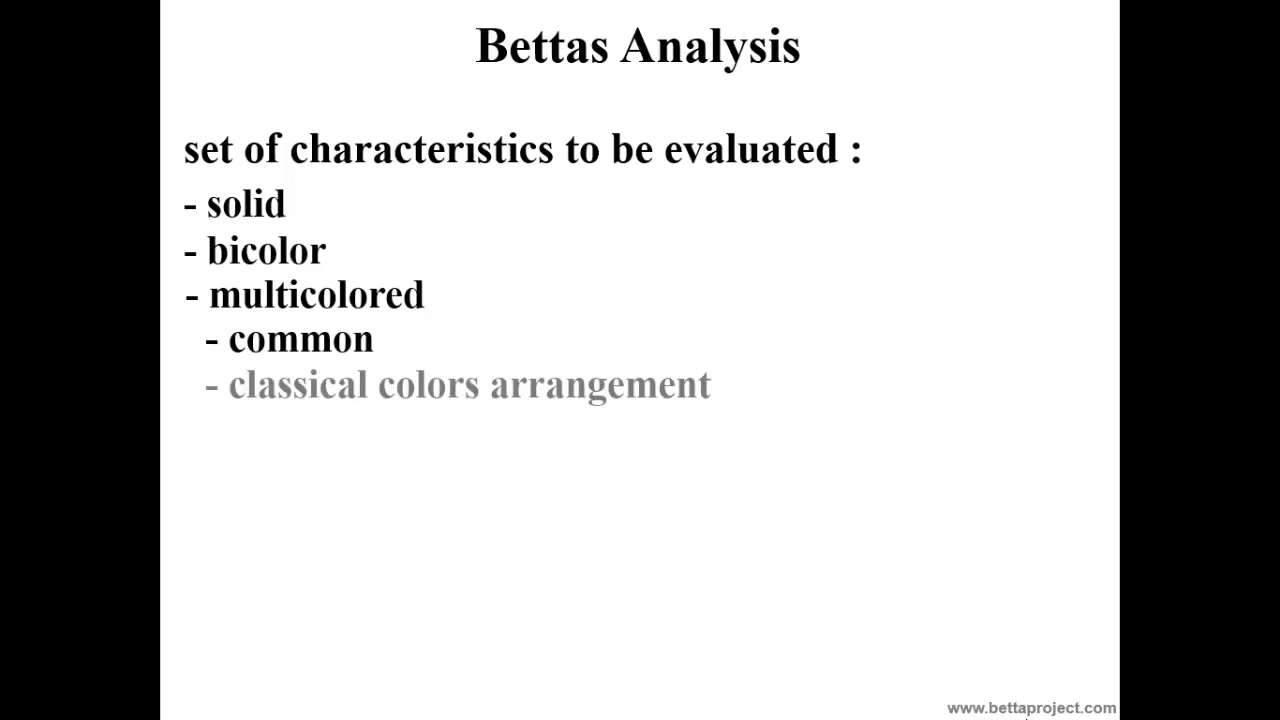 Bettas Analysis
set of characteristics to be evaluated :
- solid
- bicolor
- multicolored
- common
- classical colors arrangement
www.bettaproject.com